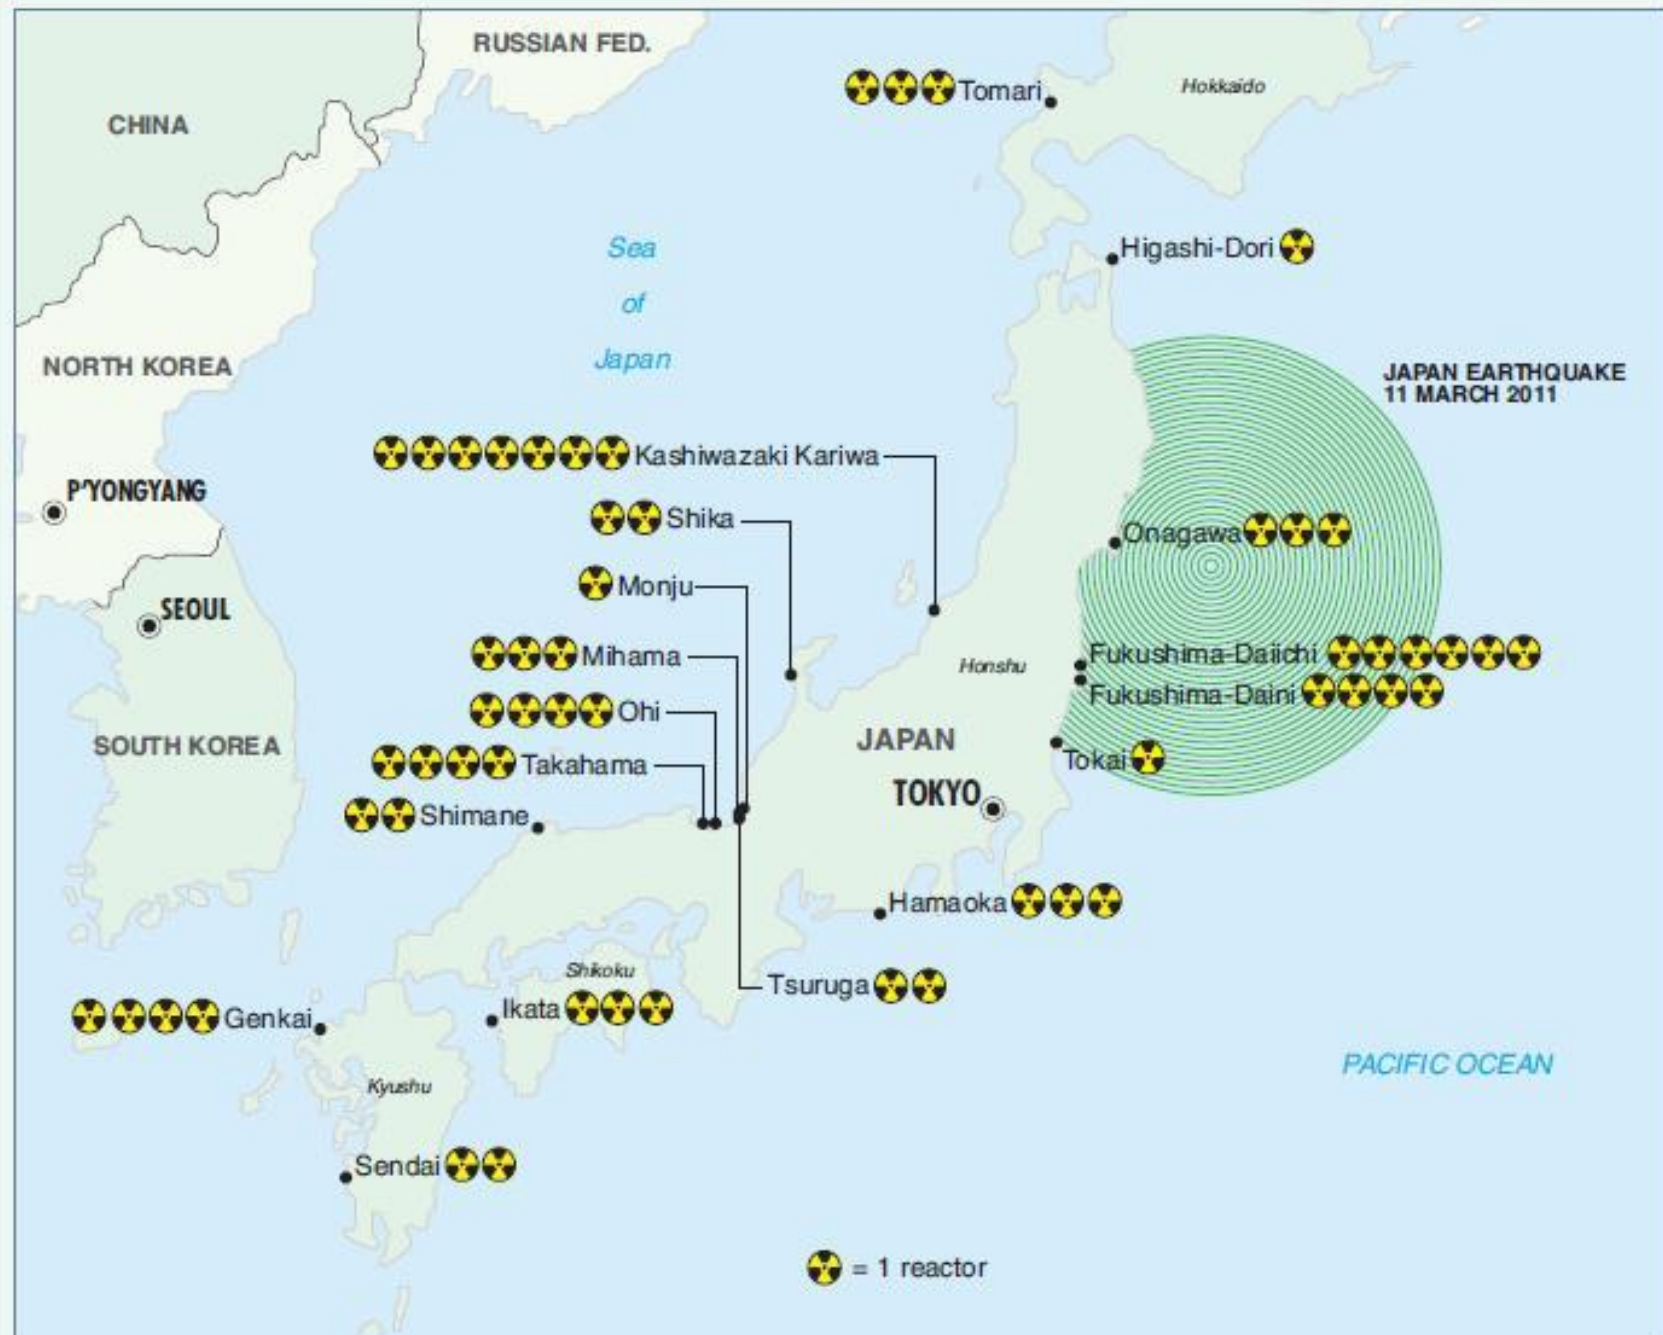 RUSSIAN FED.
Tomari
Hokkaido
CHINA
Higashi-Dori
Sea
of
Japan
NORTH KOREA
JAPAN EARTHQUAKE
11 MARCH 2011
Kashiwazaki Kariwa
P'YONGYANG
Shika
Onagawa
Monju
SEOUL
Mihama
Honshu
Fukushima-Daiichi
Fukushima-Daini
Ohi
SOUTH KOREA
JAPAN
Takahama
Tokai
TOKYO
Shimane
Hamaoka
Shikoku
Tsuruga
Ikata
Genkai
PACIFIC OCEAN
Kyushu
Sendai
= 1 reactor